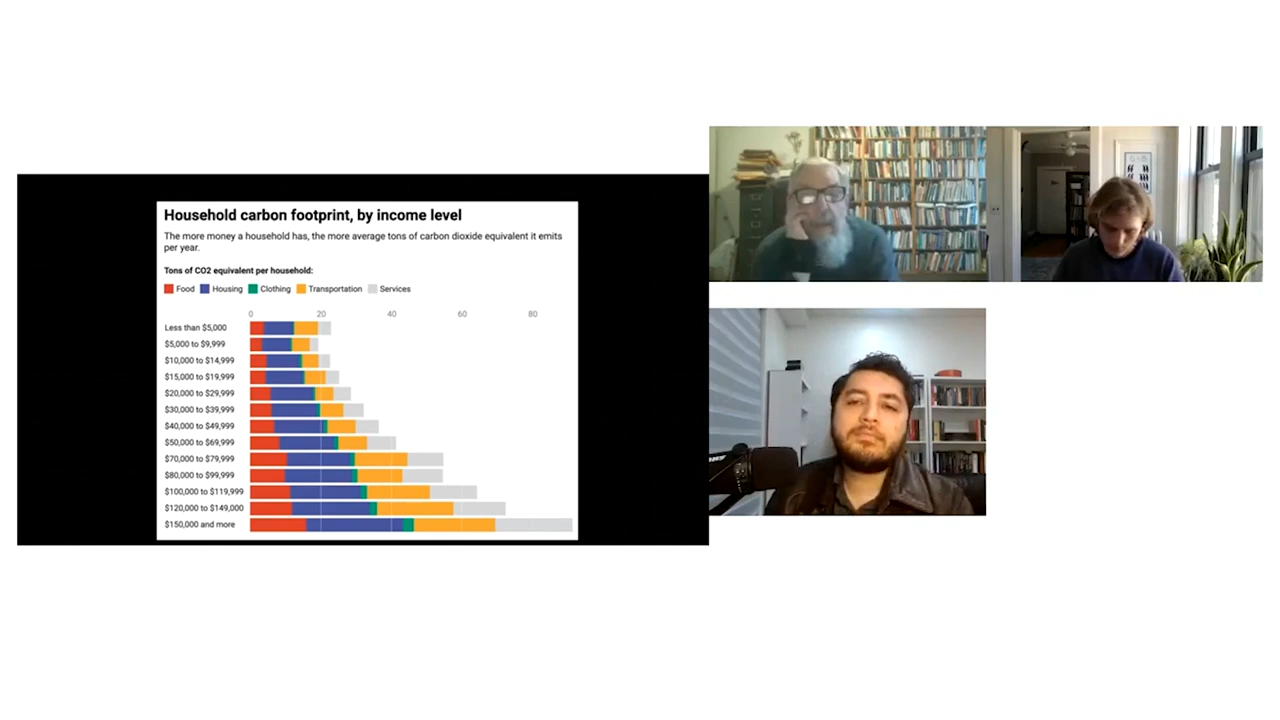 Household carbon footprint, by income level
The more money a household has, the more average tons of carbon dioxide equivalent it emits
per year.
Tons of CO2 equivalent per household:
Food Housing Clothing Transportation Services
0 20 40 60 80
Less than $5,000
$5,000 to $9,999
$10,000 to $14,999
$15,000 to $19,999
$20,000 to $29,999
$30,000 to $39,999
$40,000 to $49,999
$50,000 to $69,999
$70,000 to $79,999
$80,000 to $99,999
$100,000 to $119,999
$120,000 to $149,000
$150,000 and more